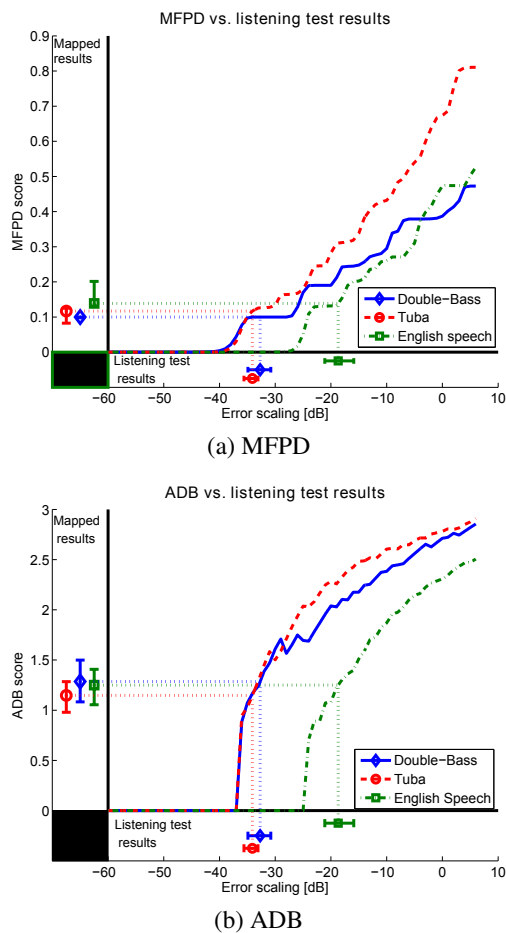 MFPD vs. listening test results
Mapped
results
0.9
0.8
0.7
0.6
0.5
0.4
0.3
0.2
0.1
0
MFPD score
Double−Bass
Tuba
English speech
Listening test
results
−60 −50 −40 −30 −20 −10 0
Error scaling [dB]
(a) MFPD
ADB vs. listening test results
Mapped
results
3
2.5
2
1.5
1
0.5
0
ADB score
Double−Bass
Tuba
English Speech
Listening test
results
−60 −50 −40 −30 −20 −10 0
Error scaling [dB]
(b) ADB